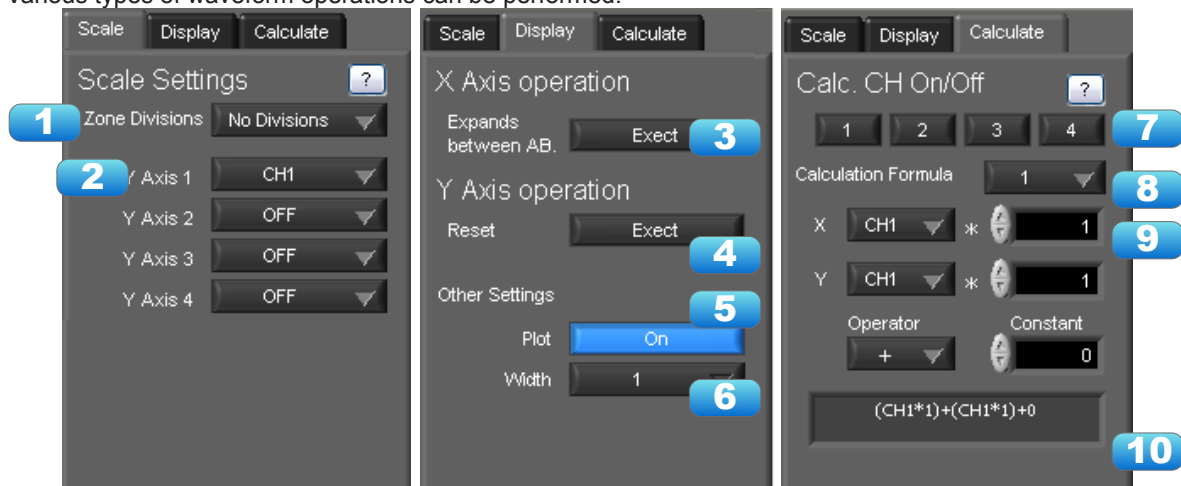 various types of waveform operations can be performed.
Scale Display Calculate
Scale Settings ?
1 Zone Divisions No Divisions
2 Y Axis 1 CH1
Y Axis 2 OFF
Y Axis 3 OFF
Y Axis 4 OFF
Scale Display Calculate
X Axis operation
Expands
between AB. Exect 3
Y Axis operation
Reset Exect
4
Other Settings
5
Plot On
Width 1
6
Scale Display Calculate
Calc. CH On/Off ?
1 2 3 4 7
Calculation Formula 1 8
X CH1 * 1 9
Y CH1 * 1
Operator Constant
+ 0
(CH1*1)+(CH1*1)+0
10